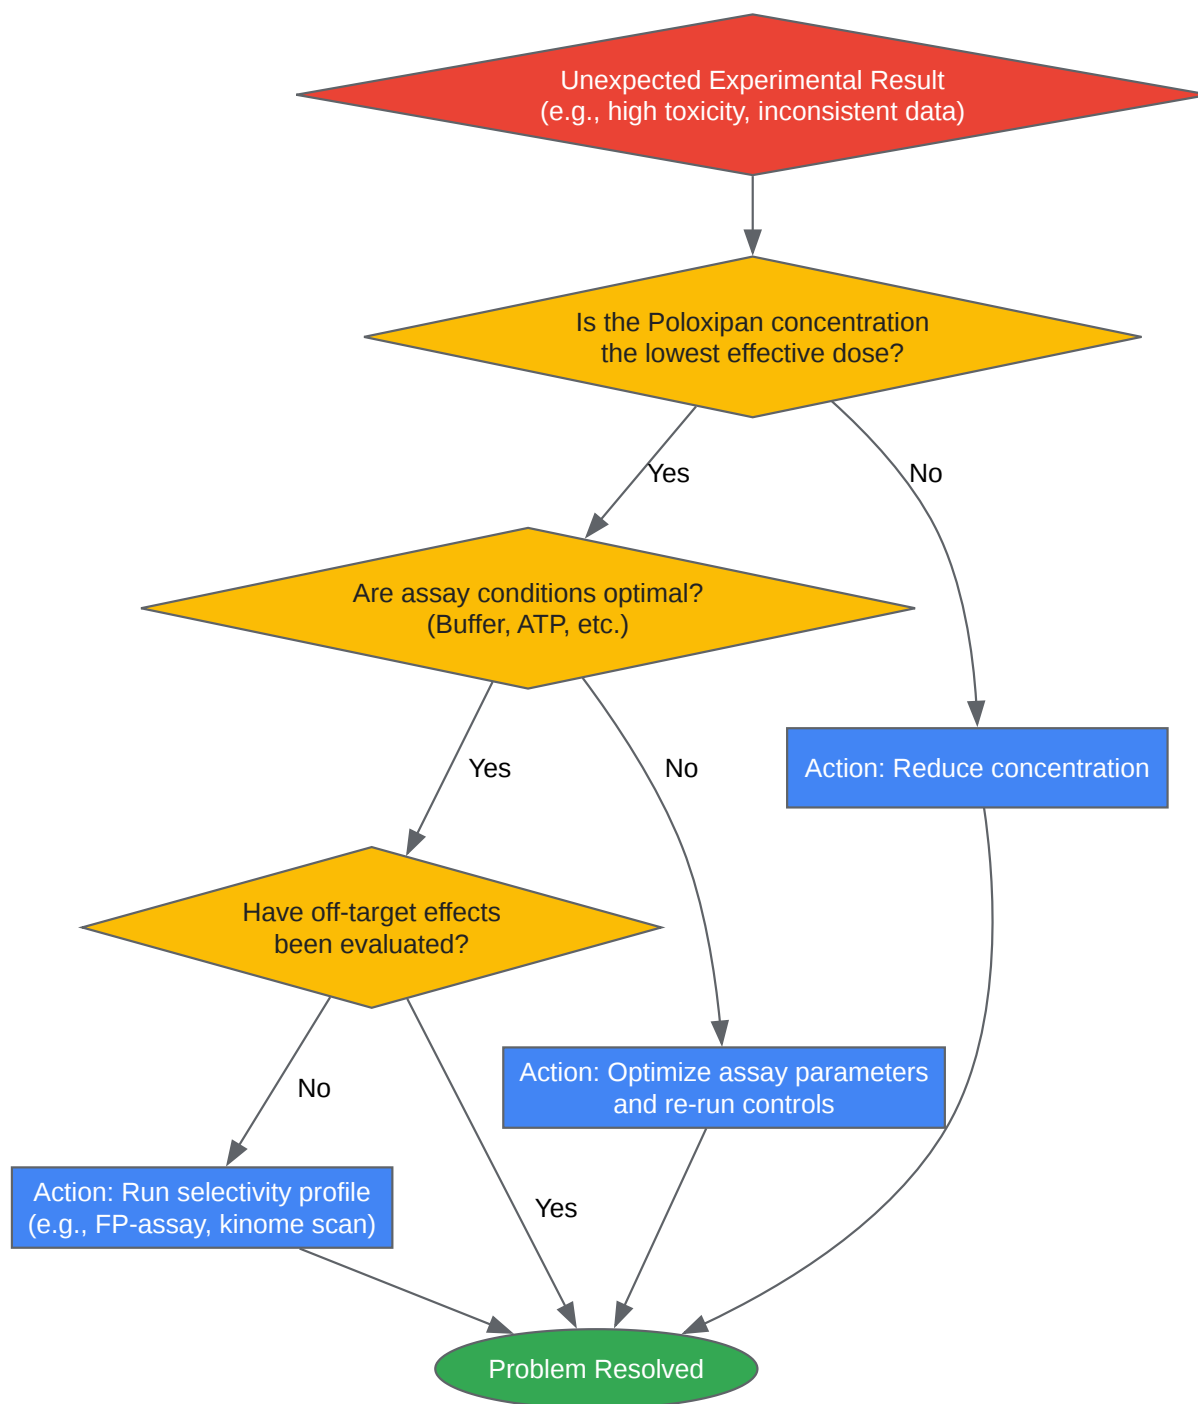 Unexpected Experimental Result
(e.g., high toxicity, inconsistent data)
Is the Poloxipan concentration
the lowest effective dose?
Yes
No
Are assay conditions optimal?
(Buffer, ATP, etc.)
Yes
No
Action: Reduce concentration
Have off-target effects
been evaluated?
No
Action: Optimize assay parameters
and re-run controls
Action: Run selectivity profile
(e.g., FP-assay, kinome scan)
Yes
Problem Resolved